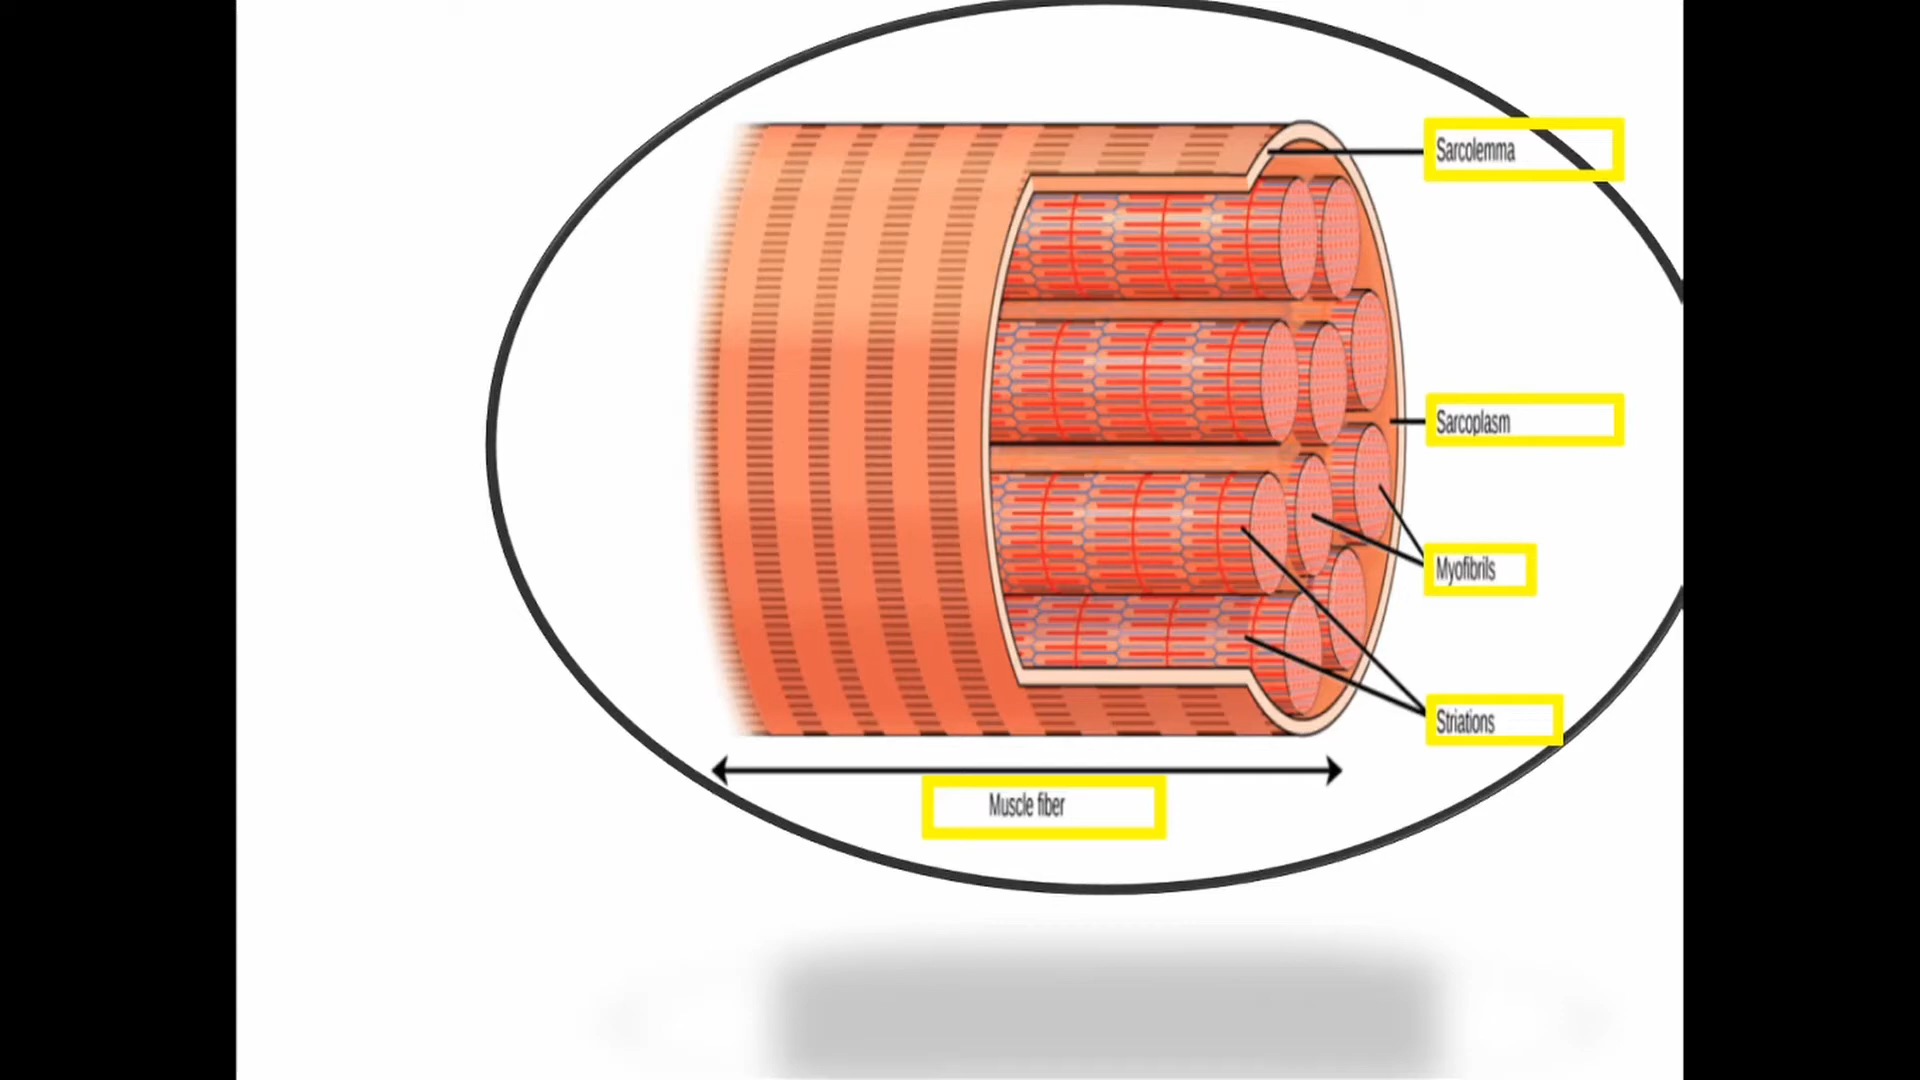 Sarcolemma
Sarcoplasm
Myofibrils
Striations
Muscle fiber